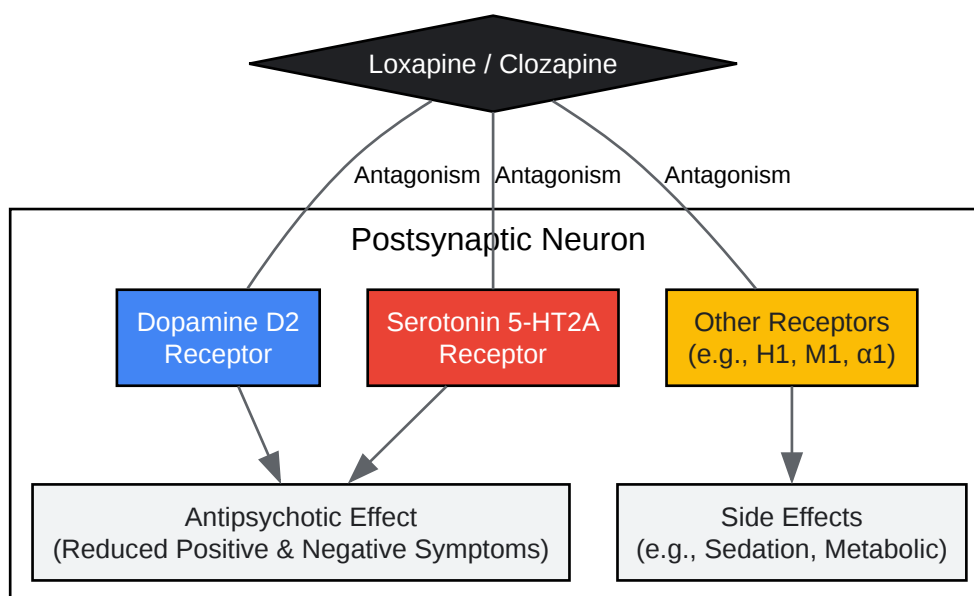 Loxapine / Clozapine
Antagonism
Antagonism
Antagonism
Postsynaptic Neuron
Dopamine D2
Receptor
Serotonin 5-HT2A
Receptor
Other Receptors
(e.g., H1, M1, α1)
Antipsychotic Effect
(Reduced Positive & Negative Symptoms)
Side Effects
(e.g., Sedation, Metabolic)